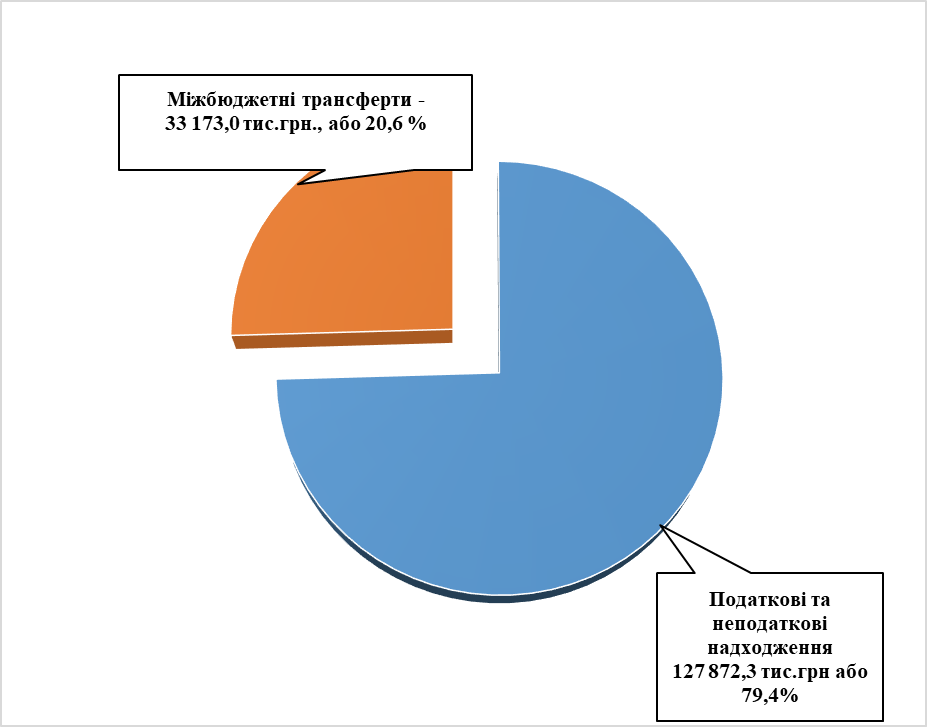 Міжбюджетні трансферти -
33 173,0 тис.грн., або 20,6 %
Податкові та
неподаткові
надходження
127 872,3 тис.грн або
79,4%